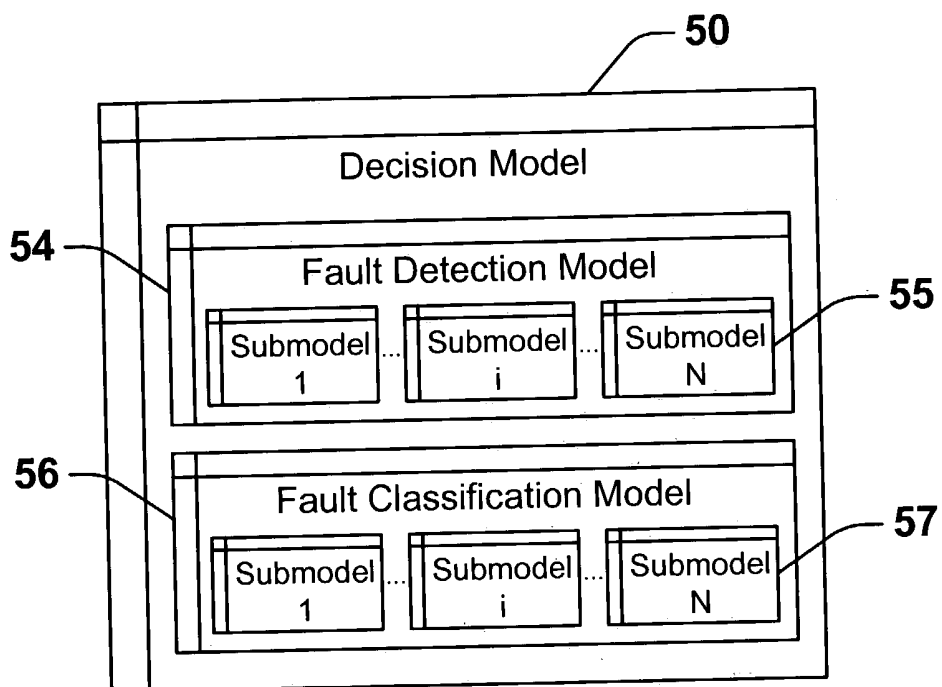 50
Decision Model
54
Fault Detection Model
55
Submodel ... Submodel ... Submodel
1 i N
56
Fault Classification Model
57
Submodel ... Submodel ... Submodel
1 i N